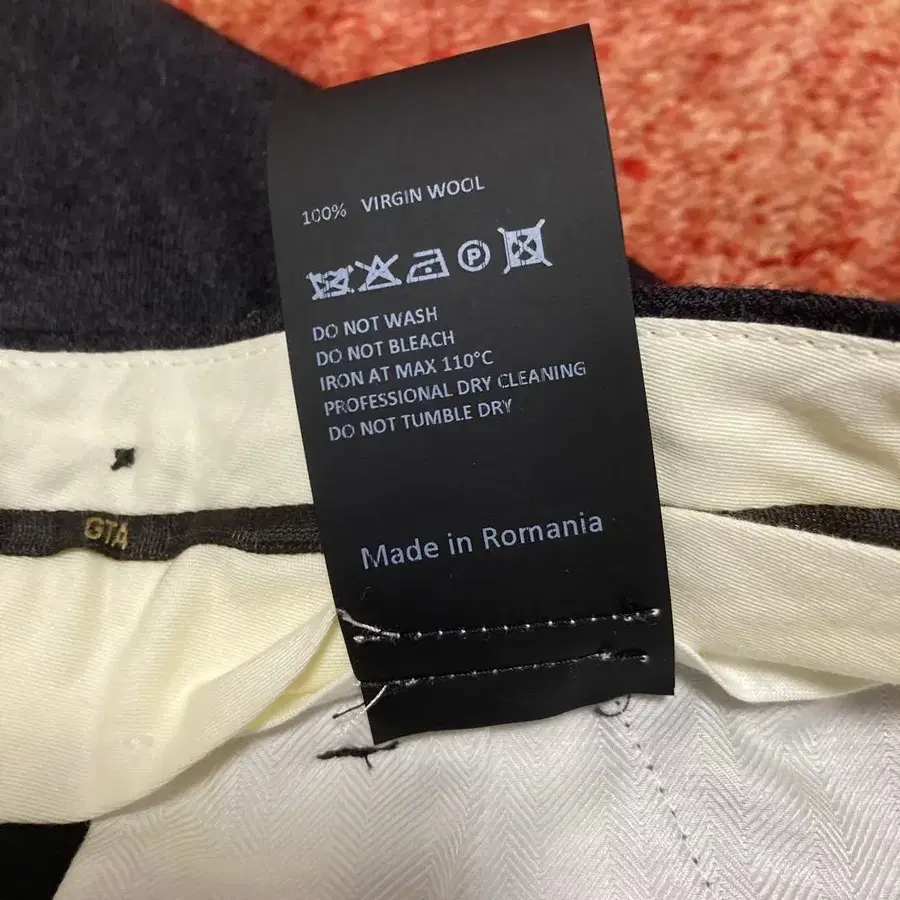 100% VIRGIN WOOL
P
DO NOT WASH
DO NOT BLEACH
IRON AT MAX 110°C
PROFESSIONAL DRY CLEANING
DO NOT TUMBLE DRY
GTA
Made in Romania